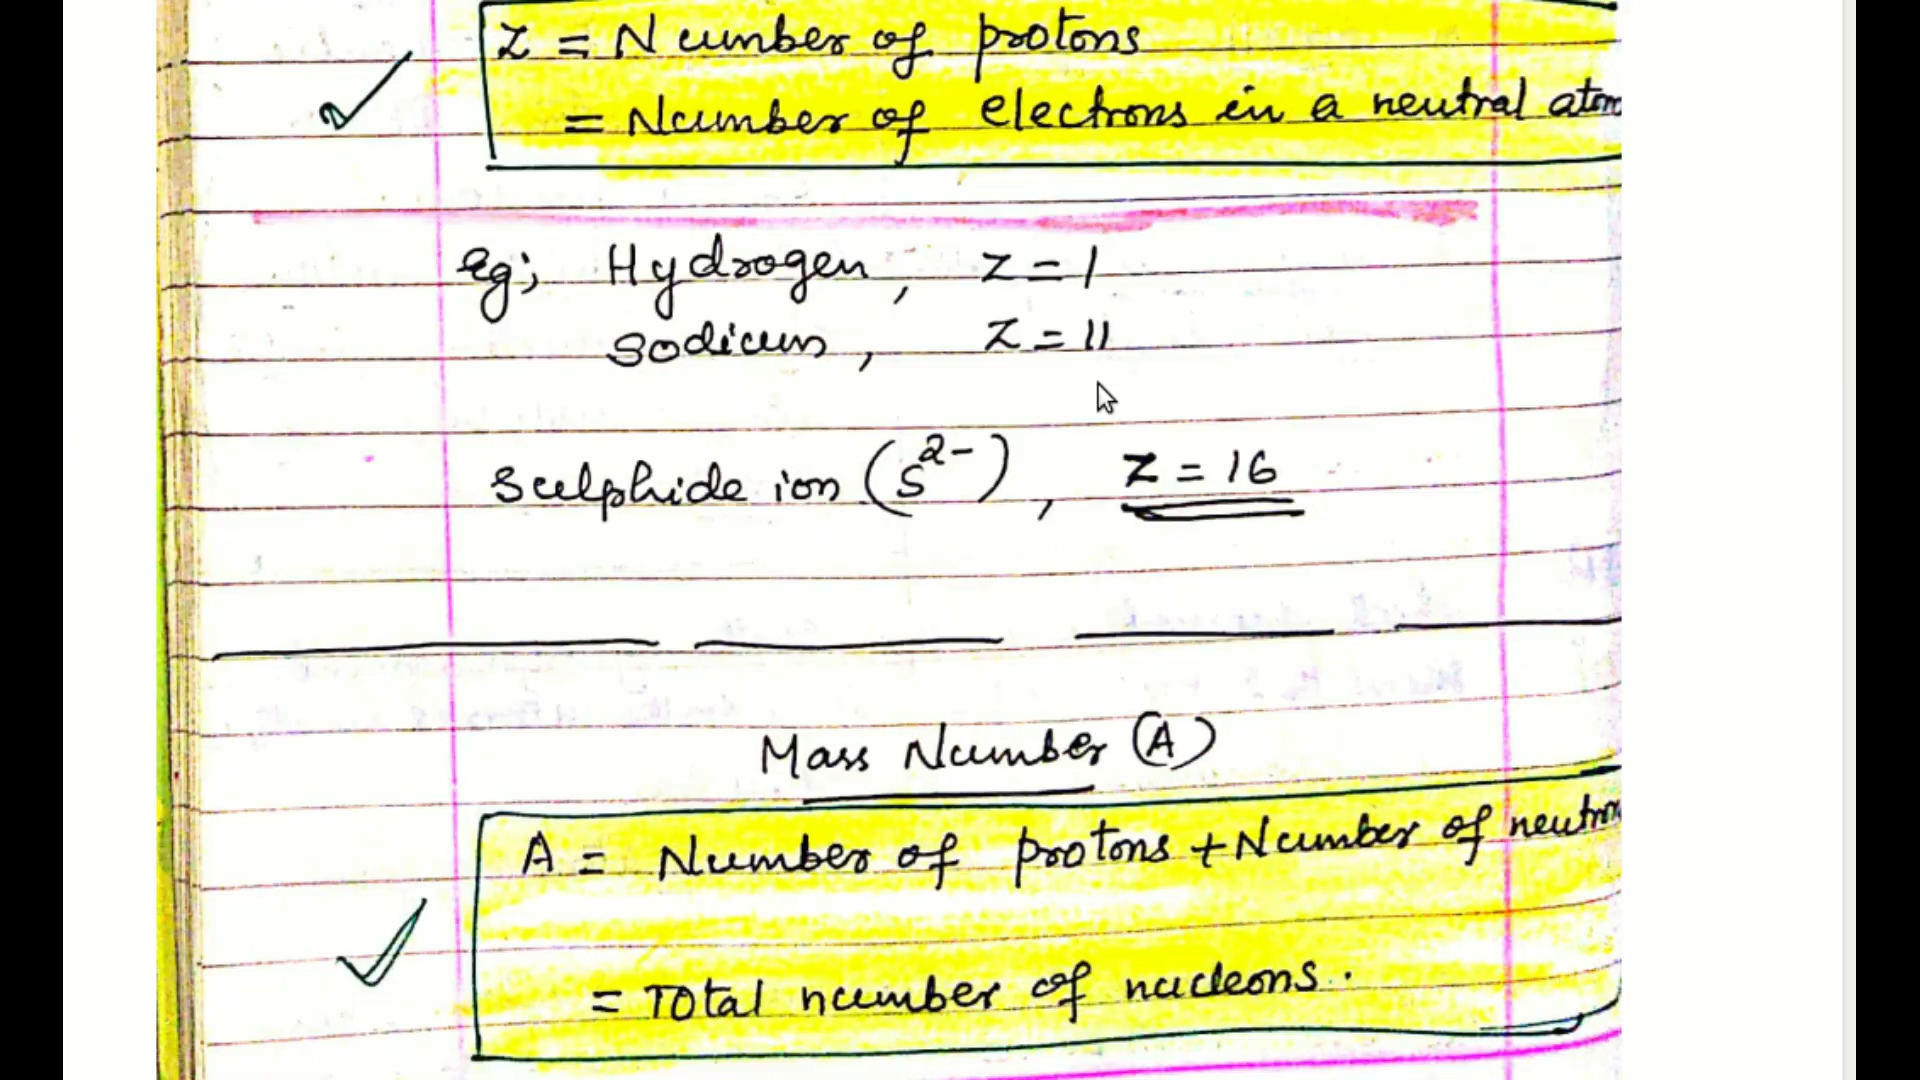 Z = Number of protons
= Number of electrons in a neutral atom
eg; Hydrogen, Z = 1
Sodium, Z = 11
Sulphide ion (S²⁻), Z = 16
Mass Number (A)
A = Number of protons + Number of neutron
= Total number of nucleons.